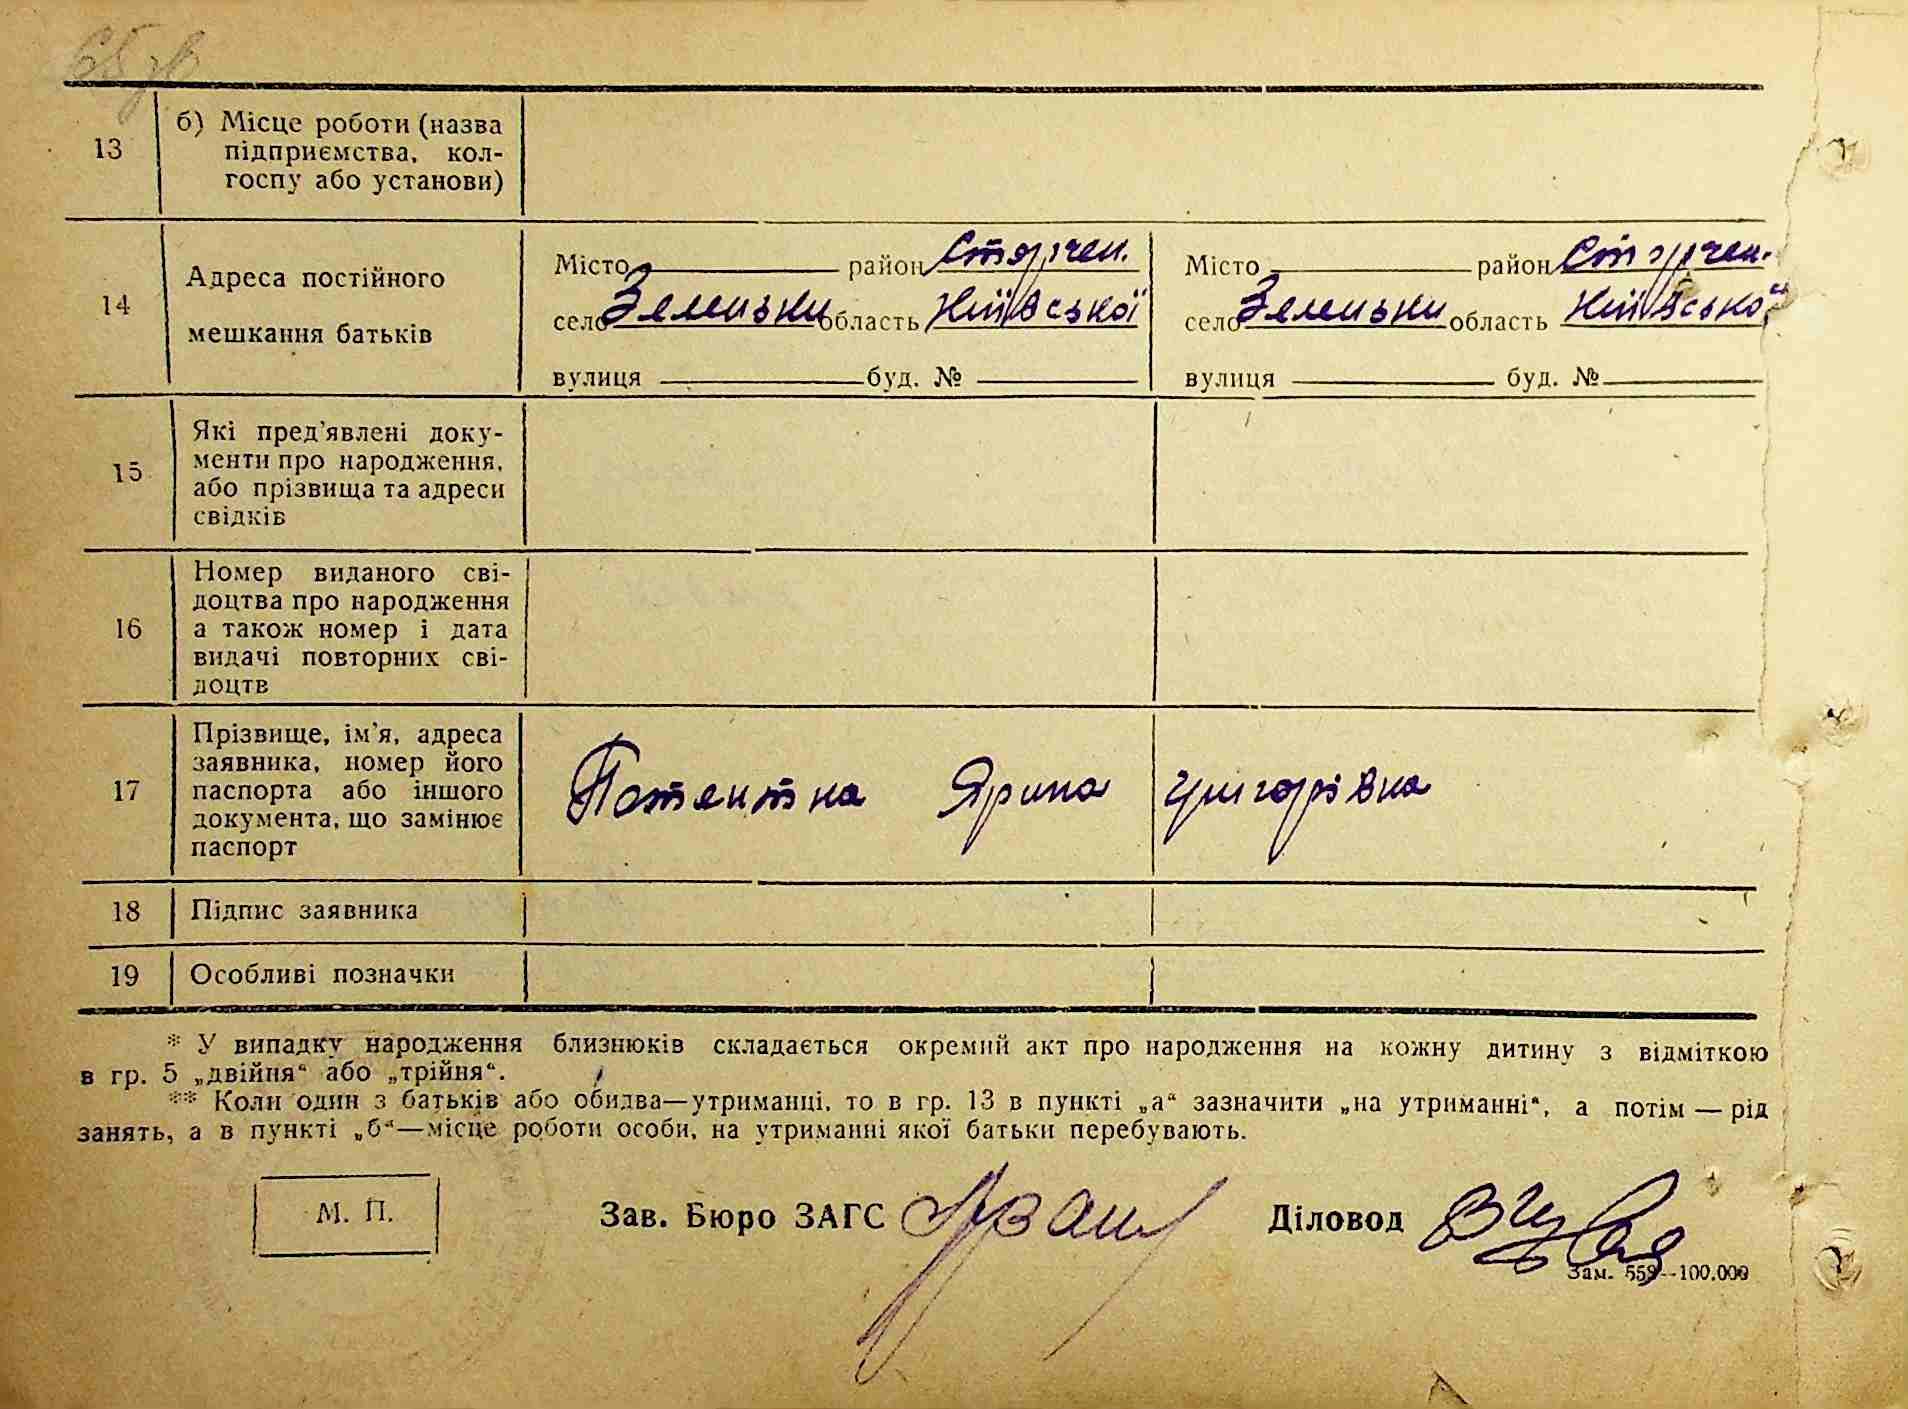 13
б) Місце роботи (назва
підприємства, кол-
госпу або установи)
14
Адреса постійного
мешкання батьків
Місто район Ставчен.
село Зеленьки область Київської
вулиця буд. №
Місто район
село Зеленьки область Київської
вулиця буд. №
15
Які пред'явлені доку-
менти про народження,
або прізвища та адреси
свідків
16
Номер виданого сві-
доцтва про народження
а також номер і дата
видачі повторних сві-
доцтв
17
Прізвище, ім'я, адреса
заявника, номер його
паспорта або іншого
документа, що замінює
паспорт
Потентна Ярина Григорівна
18
Підпис заявника
19
Особливі позначки
* У випадку народження близнюків складається окремий акт про народження на кожну дитину з відміткою
в гр. 5 „двійня“ або „трійня“.
** Коли один з батьків або обидва—утриманці, то в гр. 13 в пункті „а“ зазначити „на утриманні“, а потім — рід
занять, а в пункті „б“—місце роботи особи, на утриманні якої батьки перебувають.
М. П.
Зав. Бюро ЗАГС
Діловод
Зам. 559—100.000